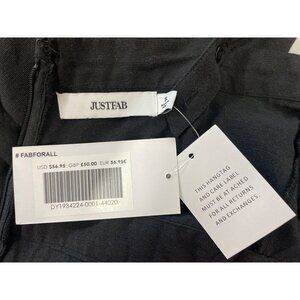 JUSTFAB
# FABFORALL
USD $56.95 GBP £50.00 EUR 56.95€
DY1934224-0001-44020
THIS HANGTAG
AND CARE LABEL
MUST BE ATTACHED
FOR ALL RETURNS
AND EXCHANGES.